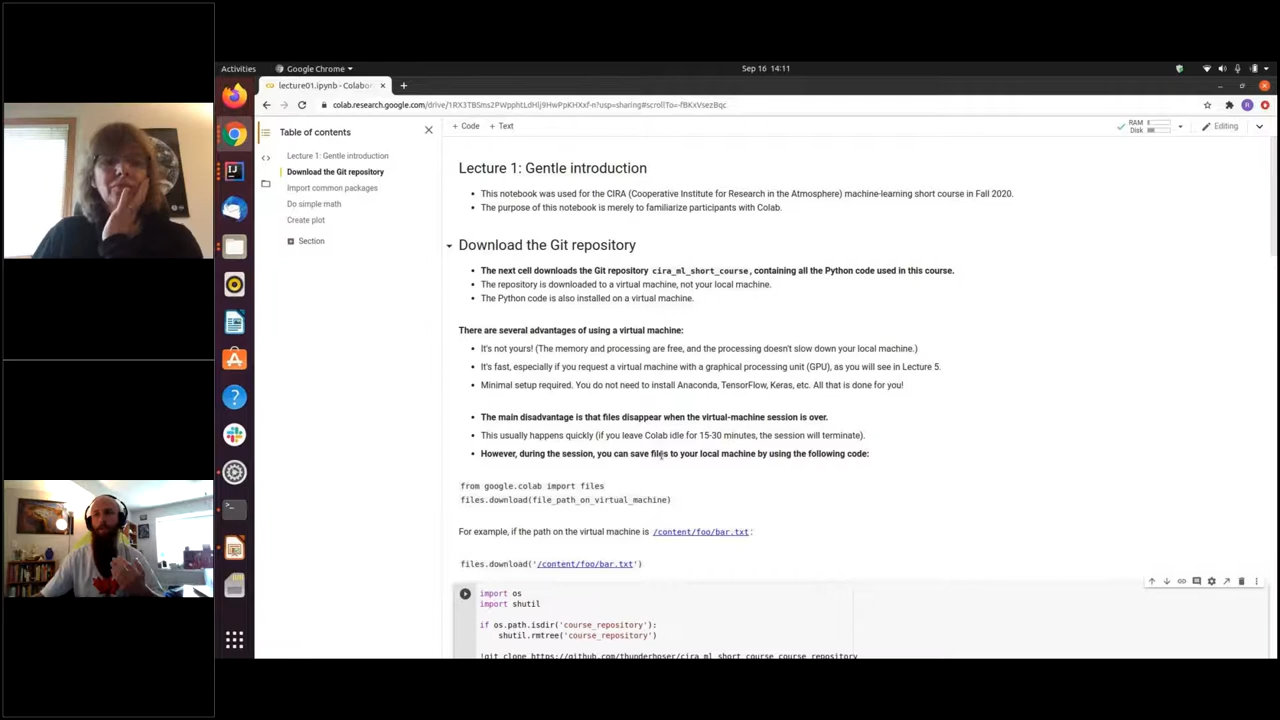 Activities
Google Chrome
Sep 16 14:11
lecture01.ipynb - Colabor
colab.research.google.com/drive/
Table of contents
Lecture 1: Gentle introduction
Download the Git repository
Import common packages
Do simple math
Create plot
Section
+ Code + Text
RAM
Disk
Editing
Lecture 1: Gentle introduction
This notebook was used for the CIRA (Cooperative Institute for Research in the Atmosphere) machine-learning short course in Fall 2020.
The purpose of this notebook is merely to familiarize participants with Colab.
Download the Git repository
The next cell downloads the Git repository cira_ml_short_course, containing all the Python code used in this course.
The repository is downloaded to a virtual machine, not your local machine.
The Python code is also installed on a virtual machine.
There are several advantages of using a virtual machine:
It's not yours! (The memory and processing are free, and the processing doesn't slow down your local machine.)
It's fast, especially if you request a virtual machine with a graphical processing unit (GPU), as you will see in Lecture 5.
Minimal setup required. You do not need to install Anaconda, TensorFlow, Keras, etc. All that is done for you!
The main disadvantage is that files disappear when the virtual-machine session is over.
This usually happens quickly (if you leave Colab idle for 15-30 minutes, the session will terminate).
However, during the session, you can save files to your local machine by using the following code:
from google.colab import files
files.download(file_path_on_virtual_machine)
For example, if the path on the virtual machine is /content/foo/bar.txt:
files.download('/content/foo/bar.txt')
import os
import shutil
if os.path.isdir('course_repository'):
shutil.rmtree('course_repository')
!git clone https://github.com/thunderhoser/cira_ml_short_course course_repository